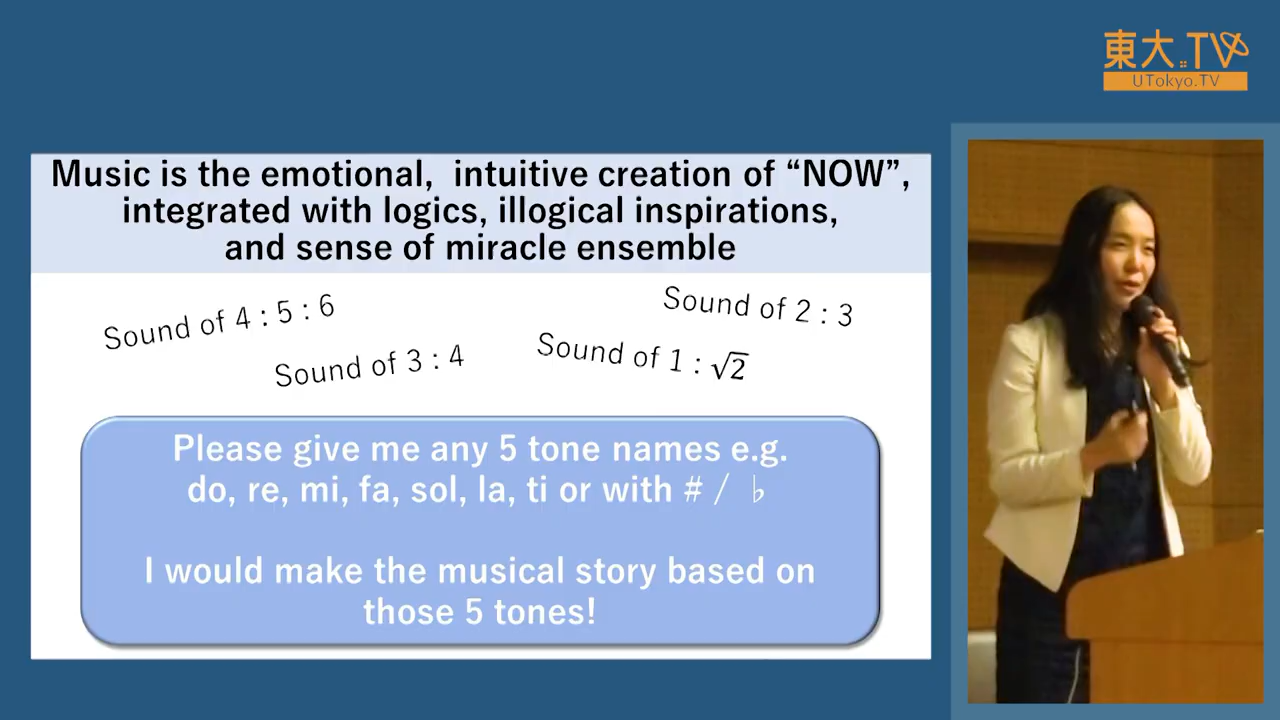 東大.TV
UTokyo.TV
Music is the emotional, intuitive creation of “NOW”,
integrated with logics, illogical inspirations,
and sense of miracle ensemble
Sound of 4 : 5 : 6
Sound of 2 : 3
Sound of 3 : 4
Sound of 1 : √2
Please give me any 5 tone names e.g.
do, re, mi, fa, sol, la, ti or with # / ♭
I would make the musical story based on
those 5 tones!